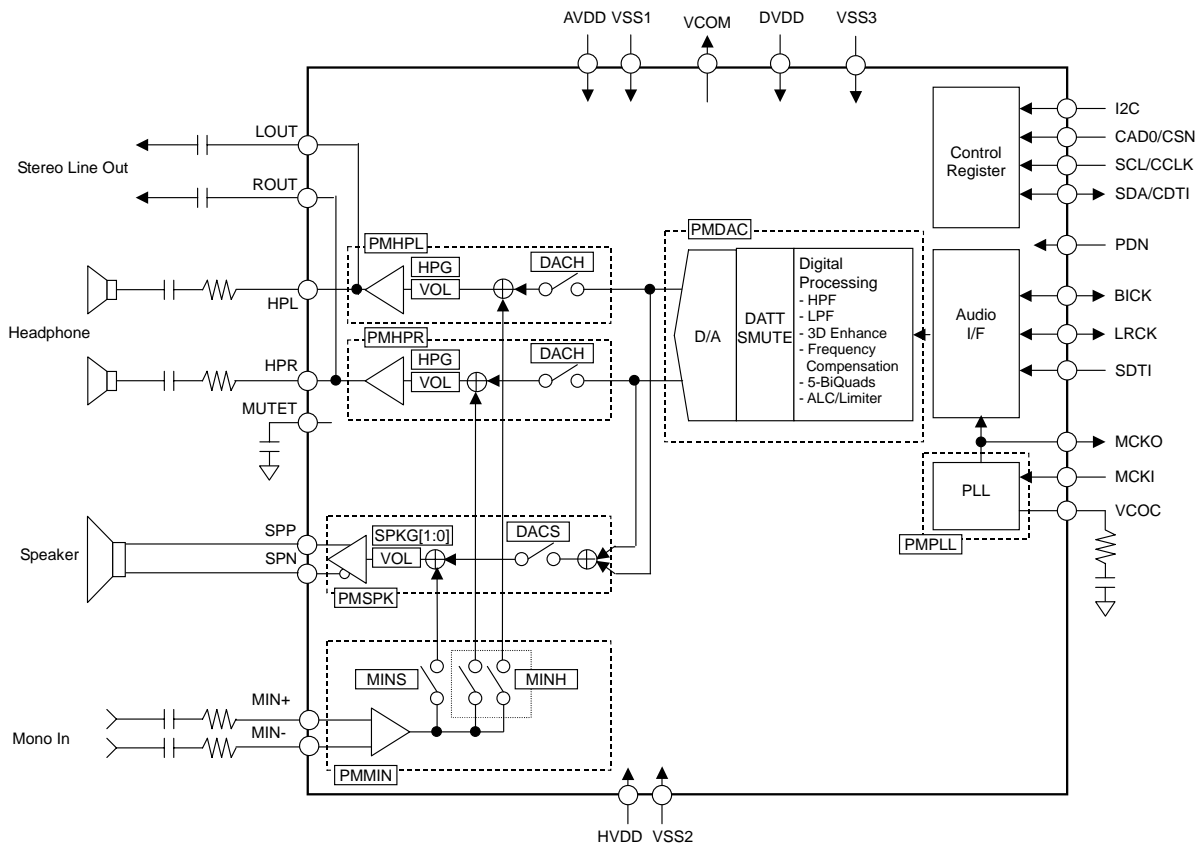 AVDD VSS1 VCOM DVDD VSS3
LOUT
Stereo Line Out
ROUT
I2C
CAD0/CSN
Control
Register
SCL/CCLK
SDA/CDTI
PMHPL
HPG
VOL
DACH
HPL
Headphone
PMHPR
HPG
VOL
DACH
HPR
MUTET
PMDAC
D/A
DATT
SMUTE
Digital
Processing
- HPF
- LPF
- 3D Enhance
- Frequency
Compensation
- 5-BiQuads
- ALC/Limiter
Audio
I/F
PDN
BICK
LRCK
SDTI
MCKO
MCKI
PLL
VCOC
PMPLL
Speaker
SPP
SPN
SPKG[1:0]
VOL
DACS
PMSPK
MINS
MINH
Mono In
MIN+
MIN-
PMMIN
HVDD VSS2